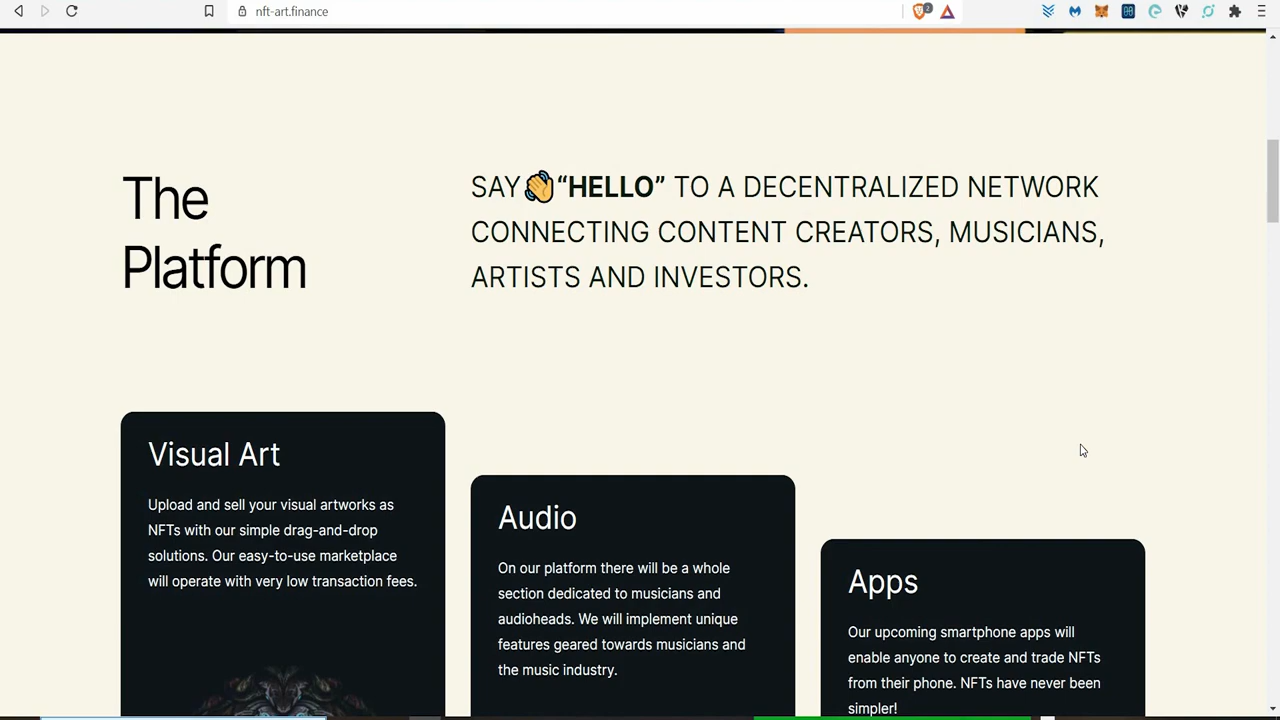 nft-art.finance
2
The
Platform
SAY👋“HELLO” TO A DECENTRALIZED NETWORK
CONNECTING CONTENT CREATORS, MUSICIANS,
ARTISTS AND INVESTORS.
Visual Art
Upload and sell your visual artworks as
NFTs with our simple drag-and-drop
solutions. Our easy-to-use marketplace
will operate with very low transaction fees.
Audio
On our platform there will be a whole
section dedicated to musicians and
audioheads. We will implement unique
features geared towards musicians and
the music industry.
Apps
Our upcoming smartphone apps will
enable anyone to create and trade NFTs
from their phone. NFTs have never been
simpler!